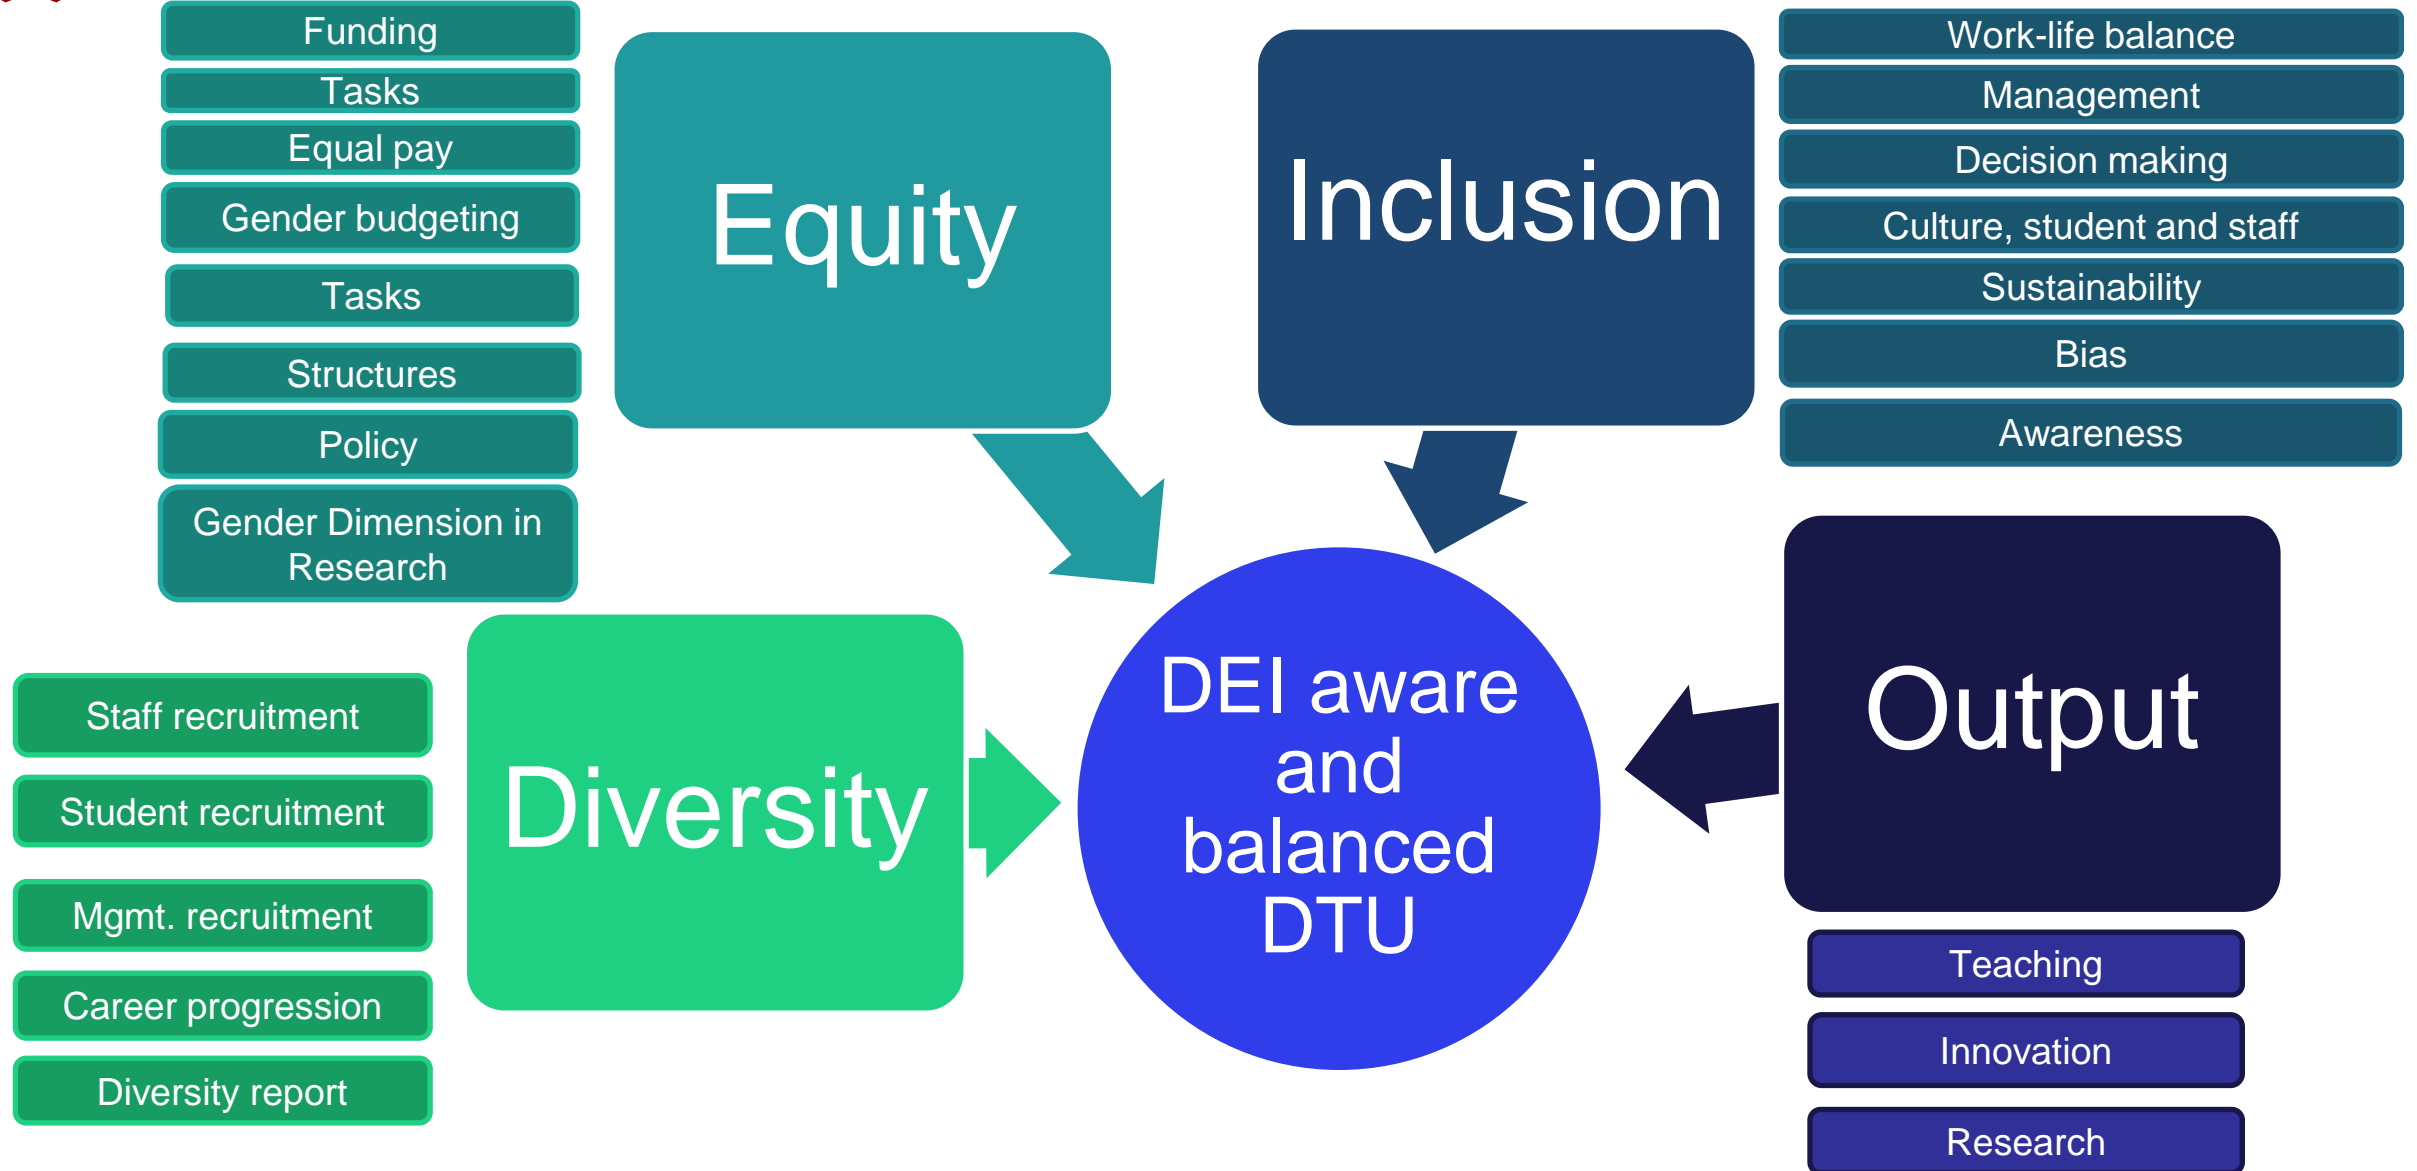 Funding
Tasks
Equal pay
Gender budgeting
Tasks
Structures
Policy
Gender Dimension in
Research
Equity
Inclusion
Work-life balance
Management
Decision making
Culture, student and staff
Sustainability
Bias
Awareness
Staff recruitment
Student recruitment
Mgmt. recruitment
Career progression
Diversity report
Diversity
DEI aware
and
balanced
DTU
Output
Teaching
Innovation
Research